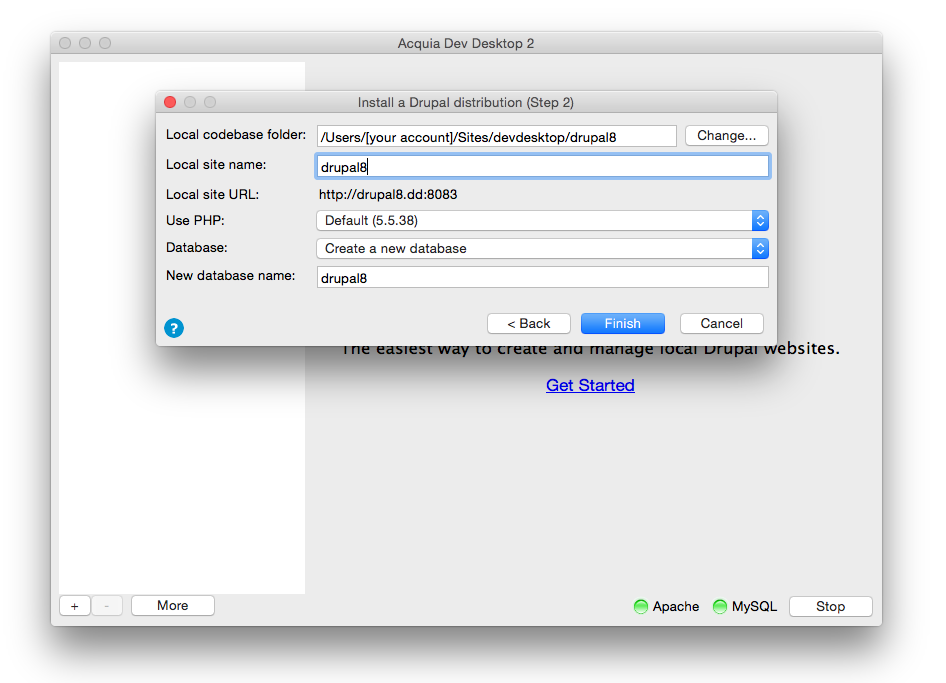 Acquia Dev Desktop 2
Install a Drupal distribution (Step 2)
Local codebase folder: /Users/[your account]/Sites/devdesktop/drupal8 Change...
Local site name: drupal8
Local site URL: http://drupal8.dd:8083
Use PHP: Default (5.5.38)
Database: Create a new database
New database name: drupal8
? < Back Finish Cancel
The easiest way to create and manage local Drupal websites.
Get Started
+ - More Apache MySQL Stop